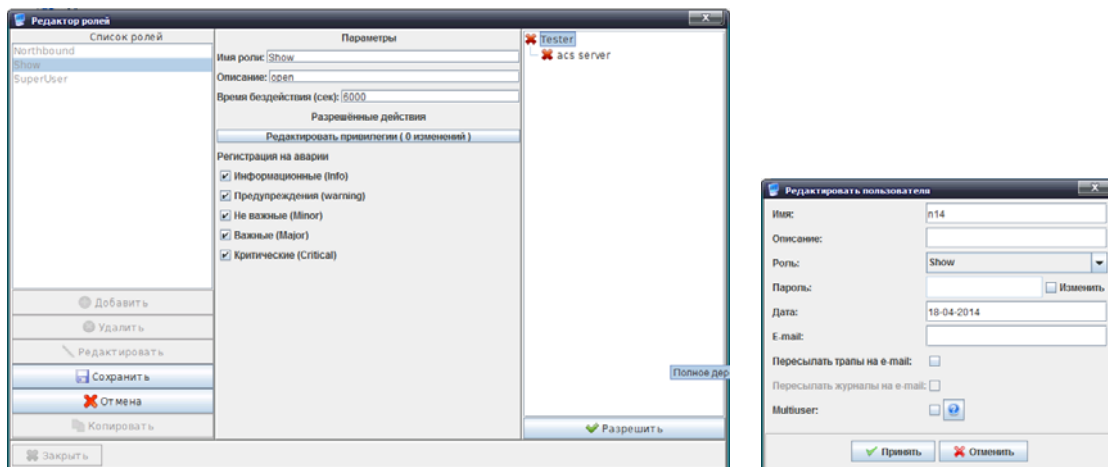 Редактор ролей
Список ролей
Northbound
Show
SuperUser
Добавить
Удалить
Редактировать
Сохранить
Отмена
Копировать
Закрыть
Параметры
Имя роли: Show
Описание: open
Время бездействия (сек): 6000
Разрешённые действия
Редактировать привилегии ( 0 изменений )
Регистрация на аварии
Информационные (Info)
Предупреждения (warning)
Не важные (Minor)
Важные (Major)
Критические (Critical)
Tester
acs server
Полное дер
Разрешить
Редактировать пользователя
Имя: n14
Описание:
Роль: Show
Пароль: Изменить
Дата: 18-04-2014
E-mail:
Пересылать трапы на e-mail:
Пересылать журналы на e-mail:
Multiuser:
Принять Отменить